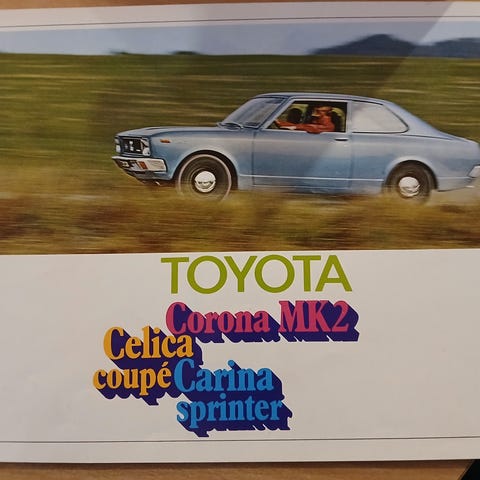 TOYOTA
Corona MK2
Celica
coupé
Carina
sprinter